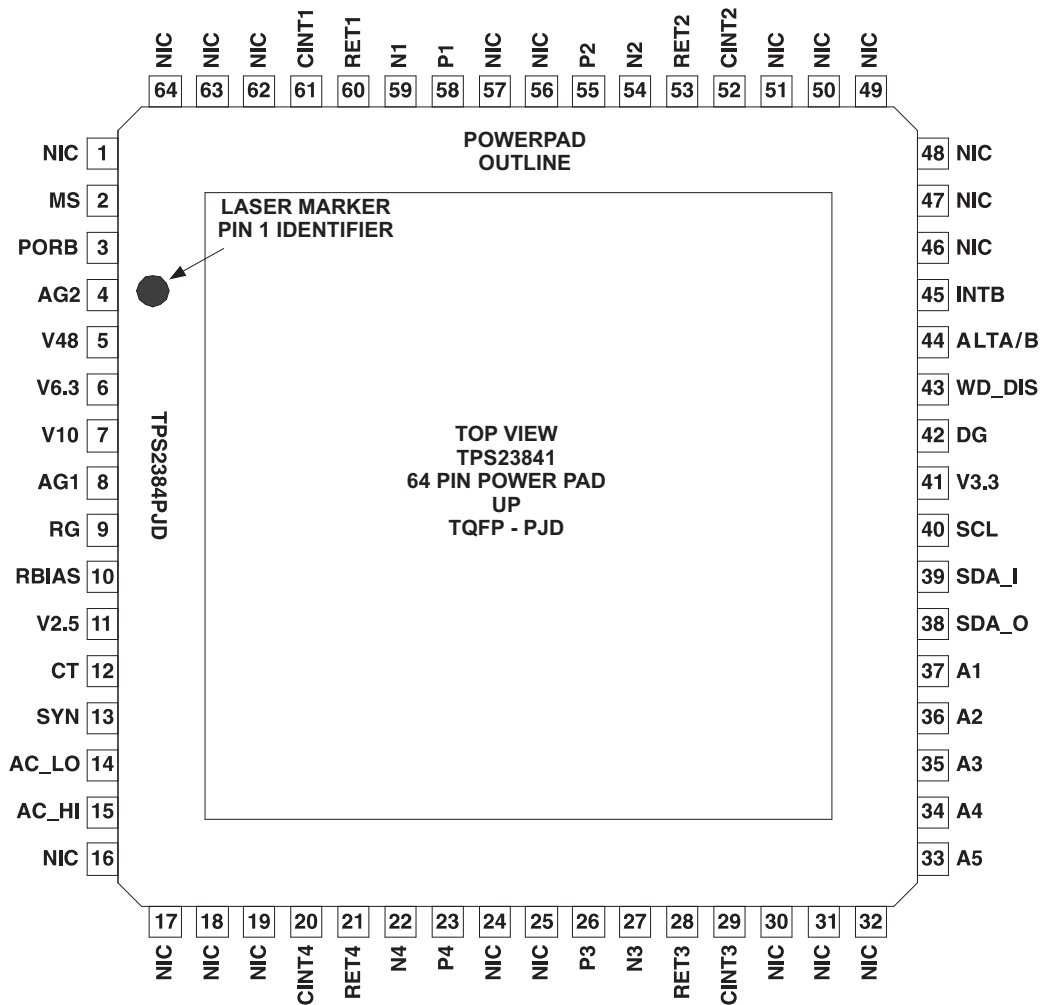 NIC NIC NIC CINT1 RET1 N1 P1 NIC NIC P2 N2 RET2 CINT2 NIC NIC NIC
64 63 62 61 60 59 58 57 56 55 54 53 52 51 50 49
POWERPAD
OUTLINE
LASER MARKER
PIN 1 IDENTIFIER
NIC 1
MS 2
PORB 3
AG2 4
V48 5
V6.3 6
V10 7
AG1 8
RG 9
RBIAS 10
V2.5 11
CT 12
SYN 13
AC_LO 14
AC_HI 15
NIC 16
TPS2384PJD
TOP VIEW
TPS23841
64 PIN POWER PAD
UP
TQFP - PJD
48 NIC
47 NIC
46 NIC
45 INTB
44 ALTA/B
43 WD_DIS
42 DG
41 V3.3
40 SCL
39 SDA_I
38 SDA_O
37 A1
36 A2
35 A3
34 A4
33 A5
17 18 19 20 21 22 23 24 25 26 27 28 29 30 31 32
NIC NIC NIC CINT4 RET4 N4 P4 NIC NIC P3 N3 RET3 CINT3 NIC NIC NIC